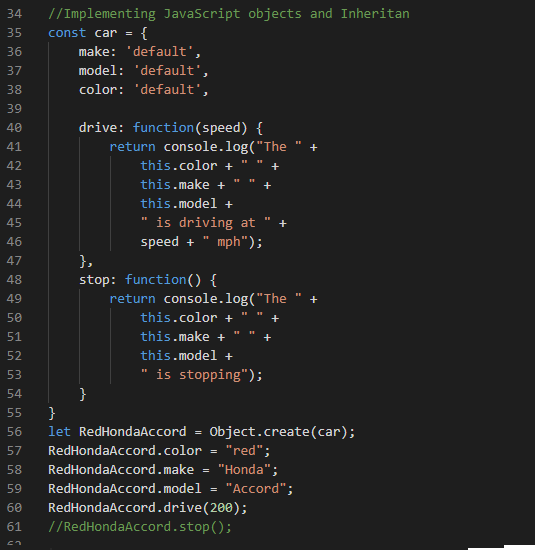 34 //Implementing JavaScript objects and Inheritan
35 const car = {
36 make: 'default',
37 model: 'default',
38 color: 'default',
39
40 drive: function(speed) {
41 return console.log("The " +
42 this.color + " " +
43 this.make + " " +
44 this.model +
45 " is driving at " +
46 speed + " mph");
47 },
48 stop: function() {
49 return console.log("The " +
50 this.color + " " +
51 this.make + " " +
52 this.model +
53 " is stopping");
54 }
55 }
56 let RedHondaAccord = Object.create(car);
57 RedHondaAccord.color = "red";
58 RedHondaAccord.make = "Honda";
59 RedHondaAccord.model = "Accord";
60 RedHondaAccord.drive(200);
61 //RedHondaAccord.stop();